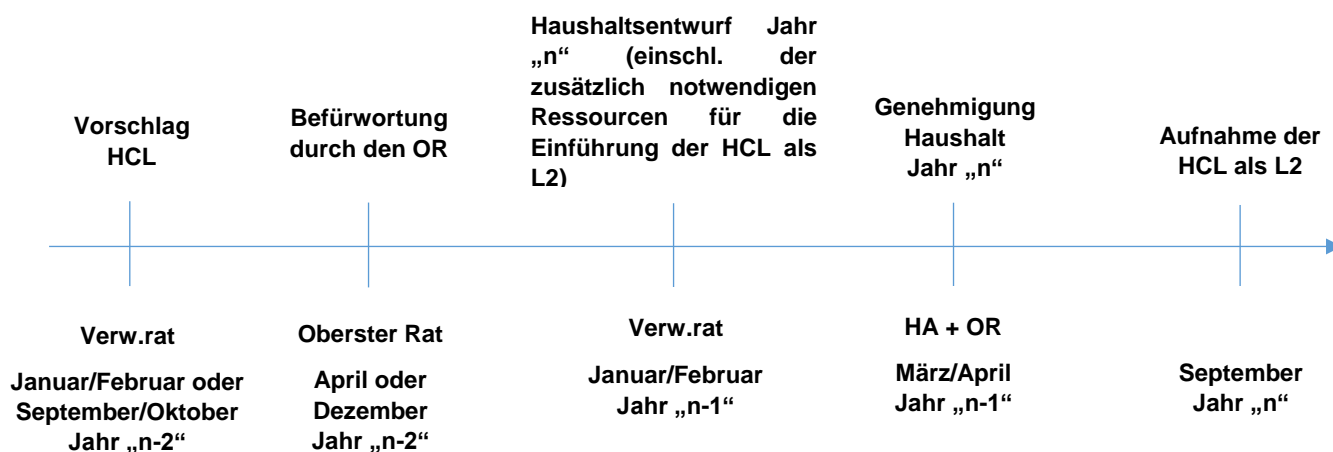 Vorschlag
HCL
Befürwortung
durch den OR
Haushaltsentwurf Jahr
„n“ (einschl. der
zusätzlich notwendigen
Ressourcen für die
Einführung der HCL als
L2)
Genehmigung
Haushalt
Jahr „n“
Aufnahme der
HCL als L2
Verw.rat
Januar/Februar oder
September/Oktober
Jahr „n-2“
Oberster Rat
April oder
Dezember
Jahr „n-2“
Verw.rat
Januar/Februar
Jahr „n-1“
HA + OR
März/April
Jahr „n-1“
September
Jahr „n“